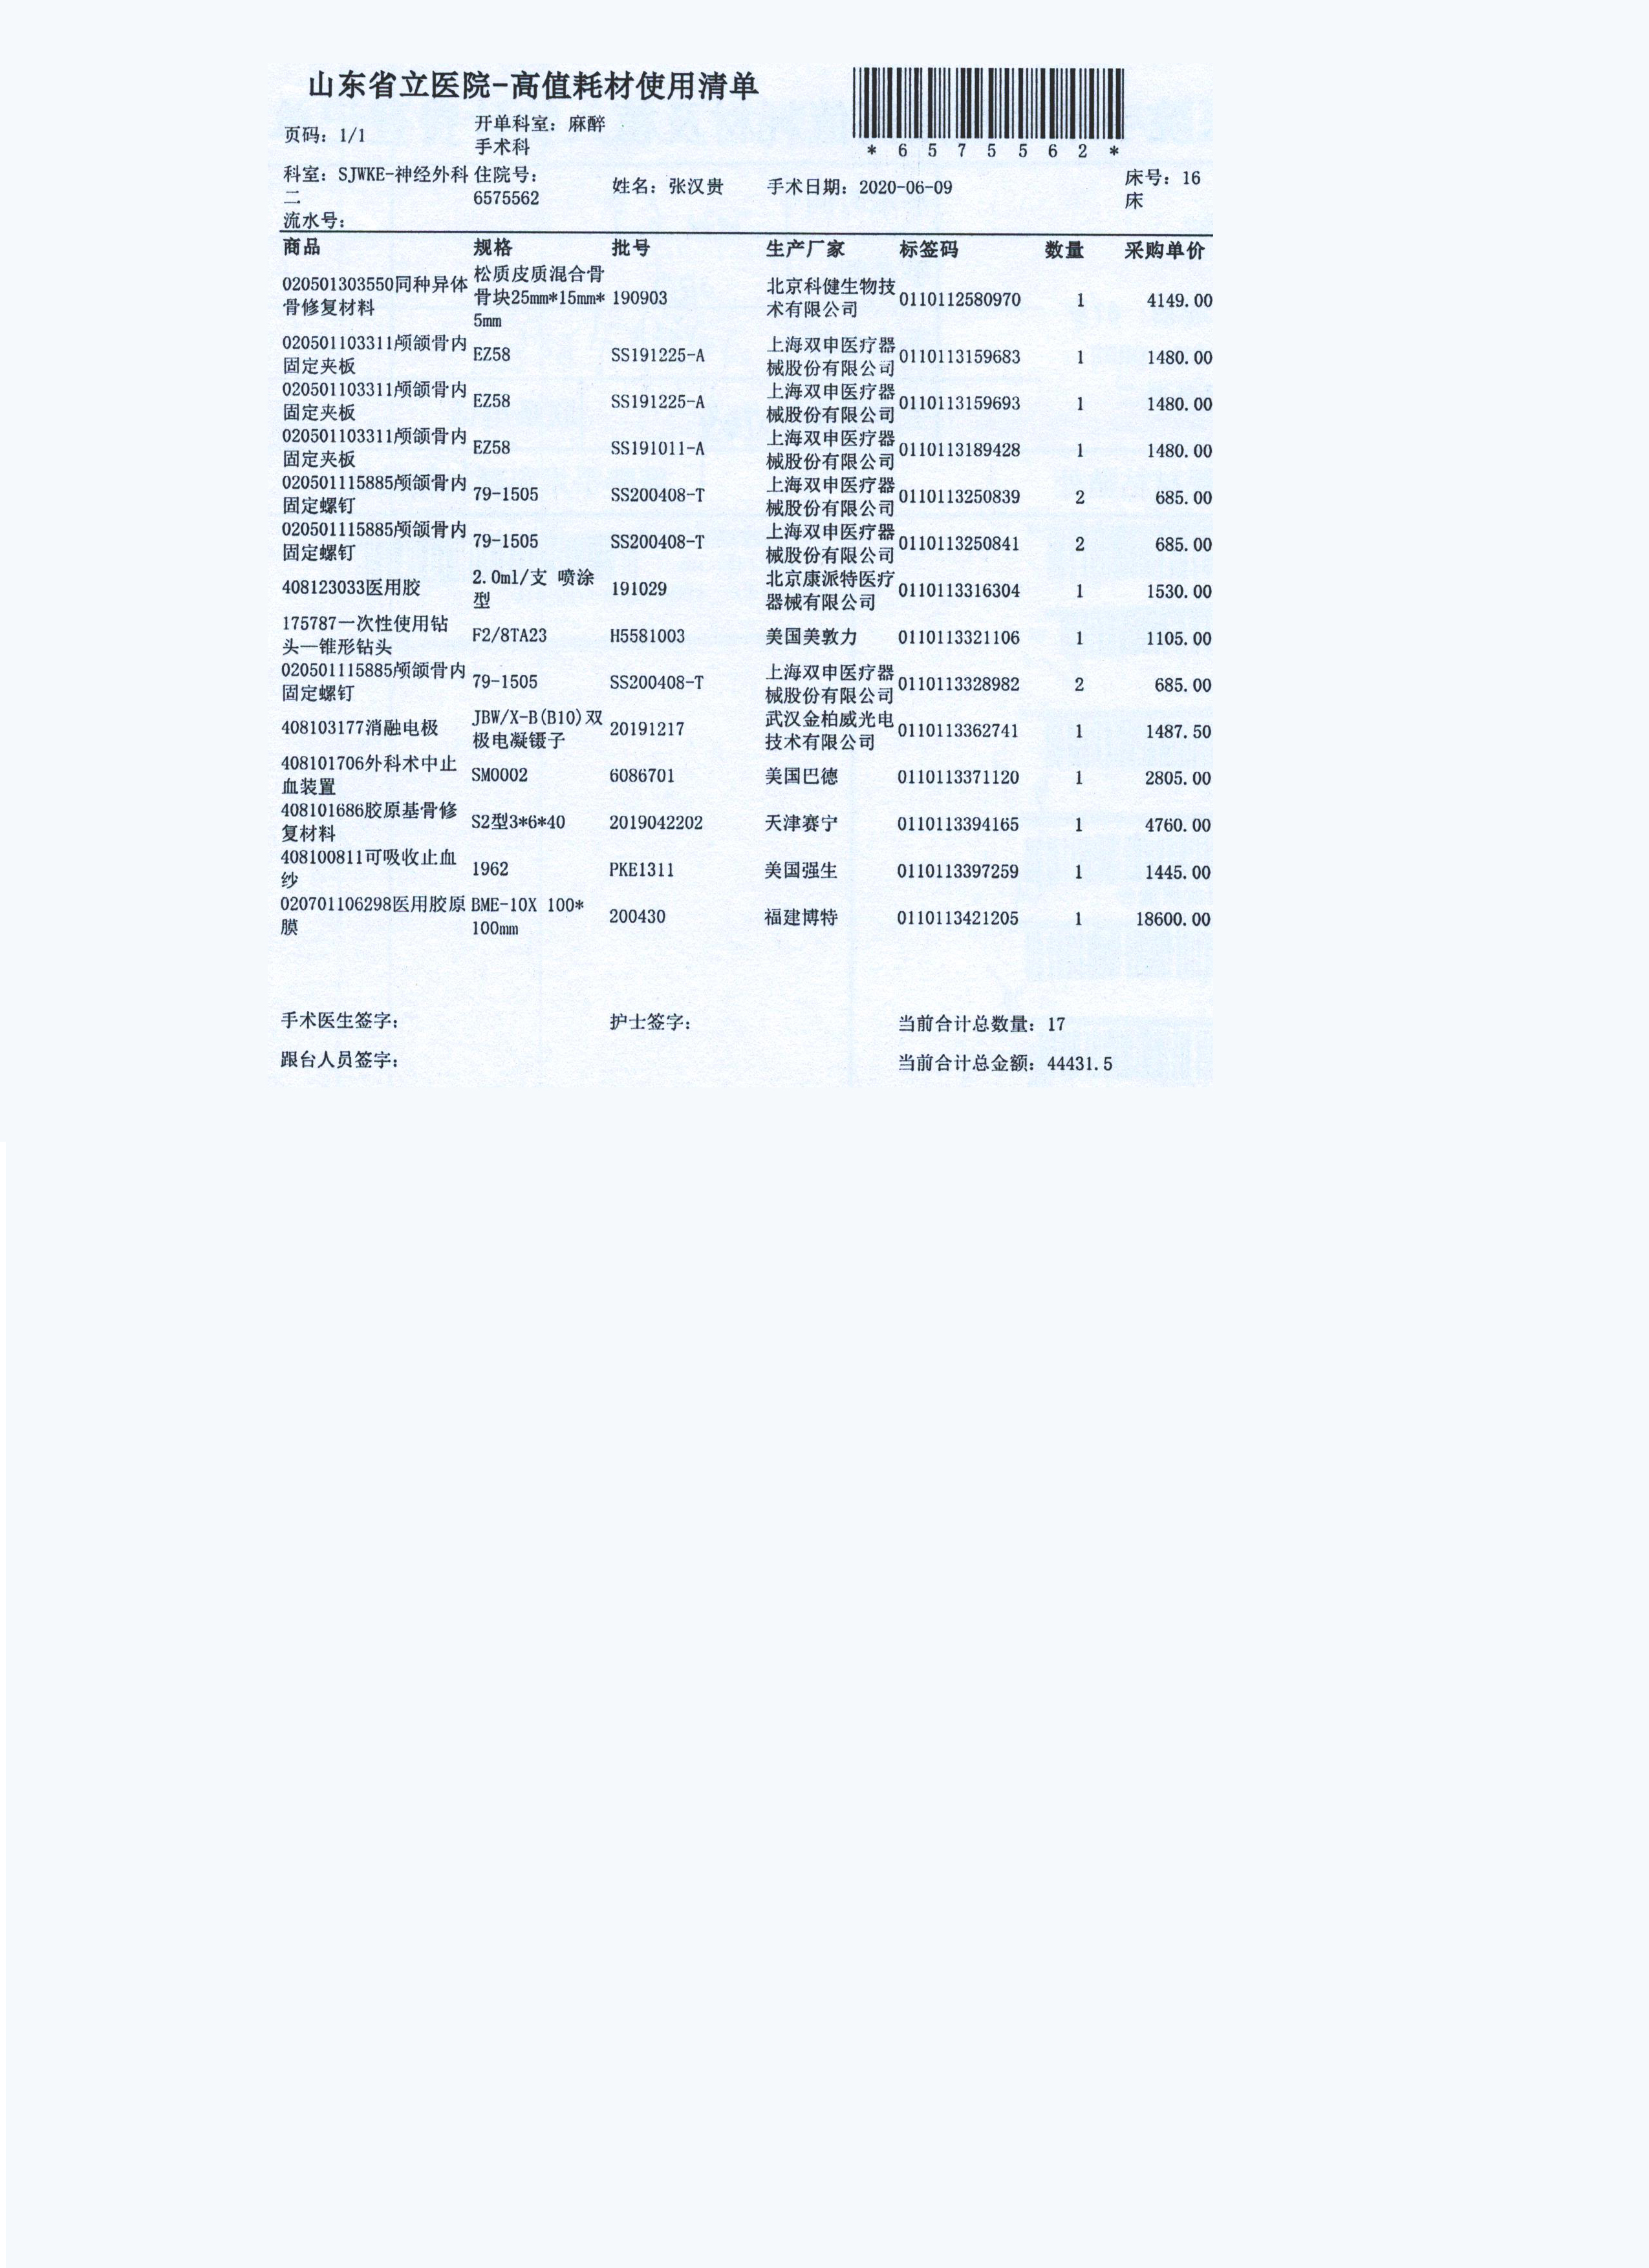 山东省立医院-高值耗材使用清单
*6575562*
页码: 1/1 开单科室: 麻醉
手术科
科室: SJWKE-神经外科 住院号: 姓名: 张汉贵 手术日期: 2020-06-09 床号: 16
二 6575562 床
流水号:
商品 规格 批号 生产厂家 标签码 数量 采购单价
020501303550同种异体 松质皮质混合骨 190903 北京科健生物技 0110112580970 1 4149.00
骨修复材料 骨块25mm*15mm* 术有限公司
5mm
020501103311颅颌骨内 EZ58 SS191225-A 上海双申医疗器 0110113159683 1 1480.00
固定夹板 械股份有限公司
020501103311颅颌骨内 EZ58 SS191225-A 上海双申医疗器 0110113159693 1 1480.00
固定夹板 械股份有限公司
020501103311颅颌骨内 EZ58 SS191011-A 上海双申医疗器 0110113189428 1 1480.00
固定夹板 械股份有限公司
020501115885颅颌骨内 79-1505 SS200408-T 上海双申医疗器 0110113250839 2 685.00
固定螺钉 械股份有限公司
020501115885颅颌骨内 79-1505 SS200408-T 上海双申医疗器 0110113250841 2 685.00
固定螺钉 械股份有限公司
408123033医用胶 2.0ml/支 喷涂 191029 北京康派特医疗 0110113316304 1 1530.00
型 器械有限公司
175787一次性使用钻 F2/8TA23 H5581003 美国美敦力 0110113321106 1 1105.00
头—锥形钻头
020501115885颅颌骨内 79-1505 SS200408-T 上海双申医疗器 0110113328982 2 685.00
固定螺钉 械股份有限公司
408103177消融电极 JBW/X-B(B10)双 20191217 武汉金柏威光电 0110113362741 1 1487.50
极电凝镊子 技术有限公司
408101706外科术中止 SM0002 6086701 美国巴德 0110113371120 1 2805.00
血装置
408101686胶原基骨修 S2型3*6*40 2019042202 天津赛宁 0110113394165 1 4760.00
复材料
408100811可吸收止血 1962 PKE1311 美国强生 0110113397259 1 1445.00
纱
020701106298医用胶原 BME-10X 100* 200430 福建博特 0110113421205 1 18600.00
膜 100mm
手术医生签字: 护士签字: 当前合计总数量: 17
跟台人员签字: 当前合计总金额: 44431.5